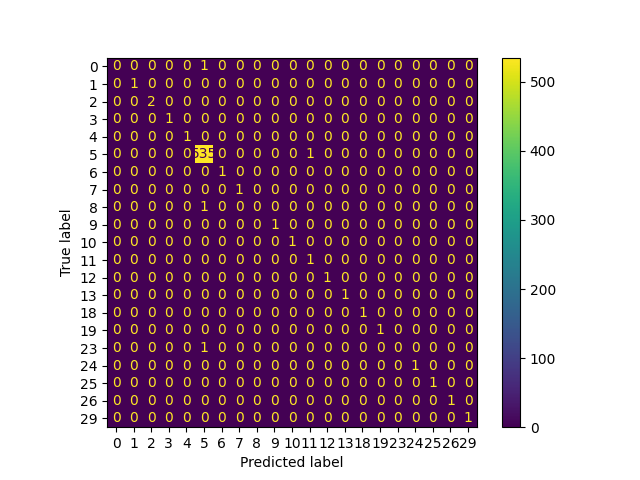 0 0 0 0 0 0 1 0 0 0 0 0 0 0 0 0 0 0 0 0 0 0
1 0 1 0 0 0 0 0 0 0 0 0 0 0 0 0 0 0 0 0 0 0
2 0 0 2 0 0 0 0 0 0 0 0 0 0 0 0 0 0 0 0 0 0
3 0 0 0 1 0 0 0 0 0 0 0 0 0 0 0 0 0 0 0 0 0
4 0 0 0 0 1 0 0 0 0 0 0 0 0 0 0 0 0 0 0 0 0
5 0 0 0 0 0 535 0 0 0 0 0 1 0 0 0 0 0 0 0 0 0
6 0 0 0 0 0 0 1 0 0 0 0 0 0 0 0 0 0 0 0 0 0
7 0 0 0 0 0 0 0 1 0 0 0 0 0 0 0 0 0 0 0 0 0
8 0 0 0 0 0 1 0 0 0 0 0 0 0 0 0 0 0 0 0 0 0
9 0 0 0 0 0 0 0 0 0 1 0 0 0 0 0 0 0 0 0 0 0
10 0 0 0 0 0 0 0 0 0 0 1 0 0 0 0 0 0 0 0 0 0
11 0 0 0 0 0 0 0 0 0 0 0 1 0 0 0 0 0 0 0 0 0
12 0 0 0 0 0 0 0 0 0 0 0 0 1 0 0 0 0 0 0 0 0
13 0 0 0 0 0 0 0 0 0 0 0 0 0 1 0 0 0 0 0 0 0
18 0 0 0 0 0 0 0 0 0 0 0 0 0 0 1 0 0 0 0 0 0
19 0 0 0 0 0 0 0 0 0 0 0 0 0 0 0 1 0 0 0 0 0
23 0 0 0 0 0 1 0 0 0 0 0 0 0 0 0 0 0 0 0 0 0
24 0 0 0 0 0 0 0 0 0 0 0 0 0 0 0 0 0 1 0 0 0
25 0 0 0 0 0 0 0 0 0 0 0 0 0 0 0 0 0 0 1 0 0
26 0 0 0 0 0 0 0 0 0 0 0 0 0 0 0 0 0 0 0 1 0
29 0 0 0 0 0 0 0 0 0 0 0 0 0 0 0 0 0 0 0 0 1
0 1 2 3 4 5 6 7 8 9 10 11 12 13 18 19 23 24 25 26 29
True label
Predicted label
500
400
300
200
100
0